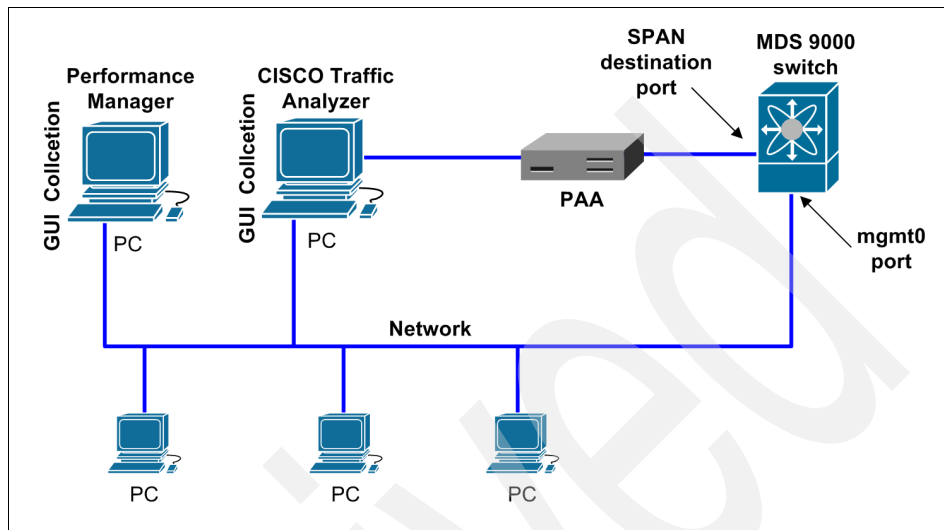 Performance
Manager
GUI Collcetion
PC
CISCO Traffic
Analyzer
GUI Collcetion
PC
PAA
SPAN
destination
port
MDS 9000
switch
mgmt0
port
Network
PC
PC
PC
ived